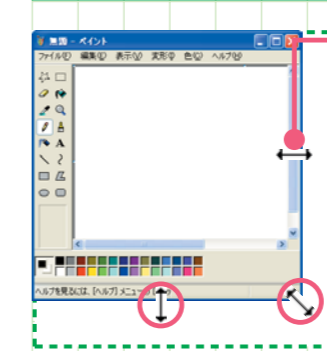 無題 - ペイント
ファイル(F) 編集(E) 表示(V) 変形(I) 色(C) ヘルプ(H)
A
ヘルプを見るには、[ヘルプ] メニューの